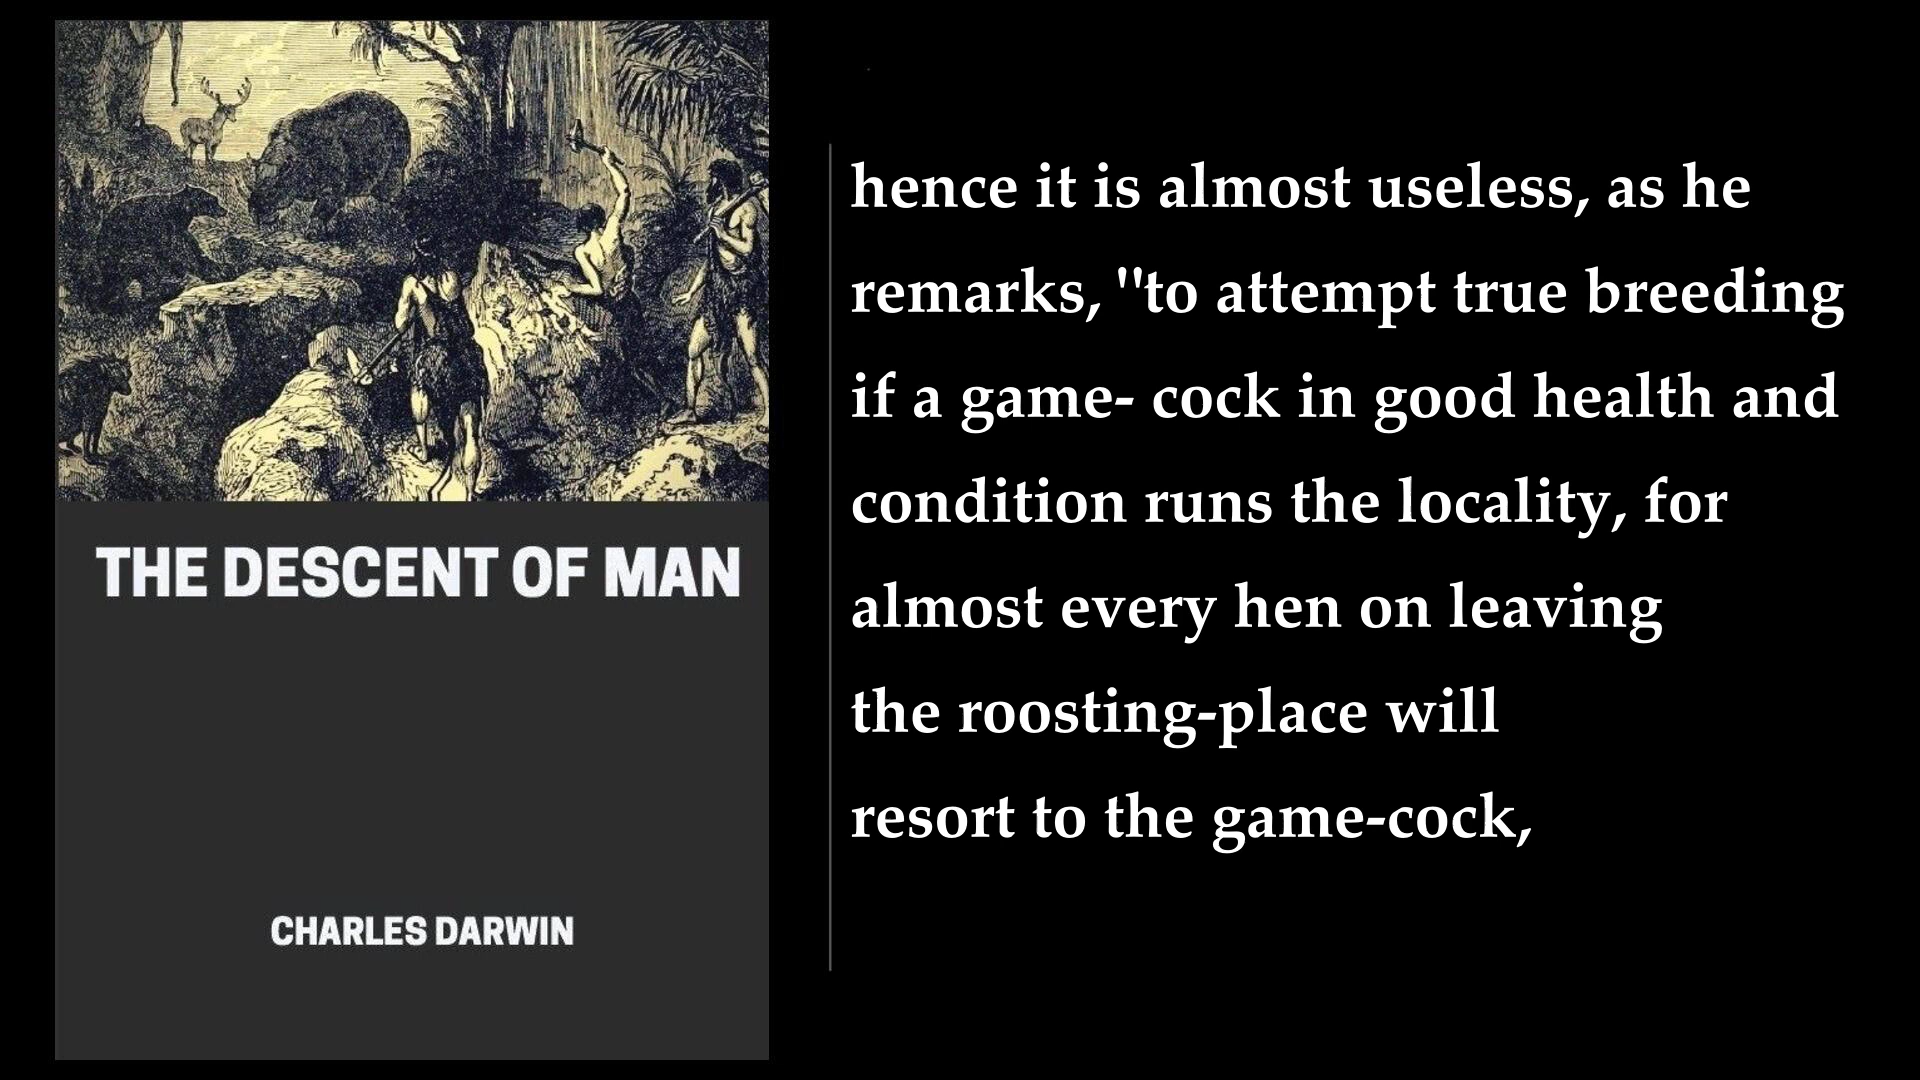 THE DESCENT OF MAN
CHARLES DARWIN
hence it is almost useless, as he
remarks, "to attempt true breeding
if a game- cock in good health and
condition runs the locality, for
almost every hen on leaving
the roosting-place will
resort to the game-cock,